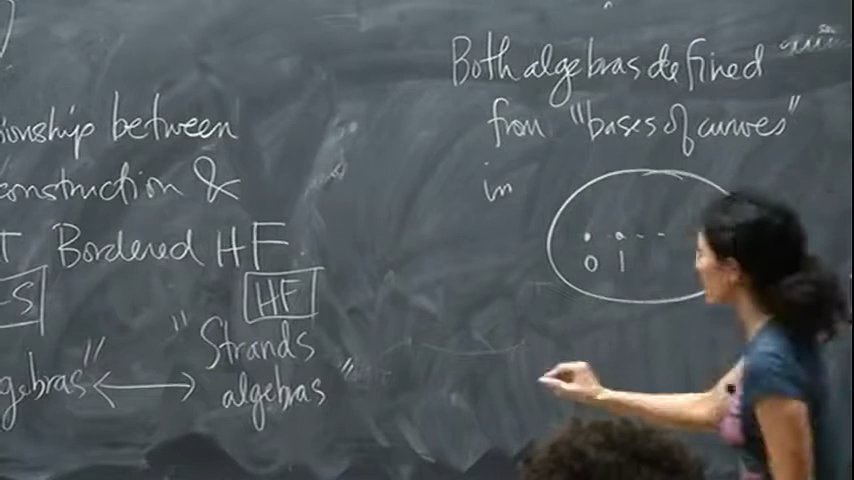 ionship between
onstruction &
T Bordered HF
-S
HF
gebras" ⟷ "Strands algebras"
Both algebras defined
from "bases of curves"
in
0 1